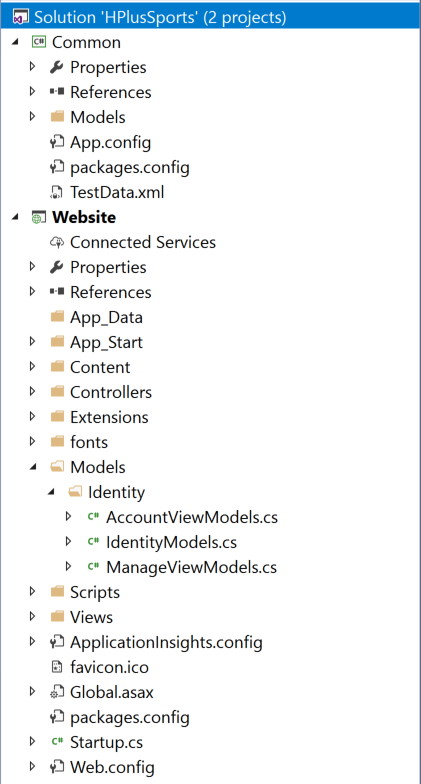 Solution 'HPlusSports' (2 projects)
C# Common
Properties
References
Models
App.config
packages.config
TestData.xml
Website
Connected Services
Properties
References
App_Data
App_Start
Content
Controllers
Extensions
fonts
Models
Identity
C# AccountViewModels.cs
C# IdentityModels.cs
C# ManageViewModels.cs
Scripts
Views
ApplicationInsights.config
favicon.ico
Global.asax
packages.config
C# Startup.cs
Web.config